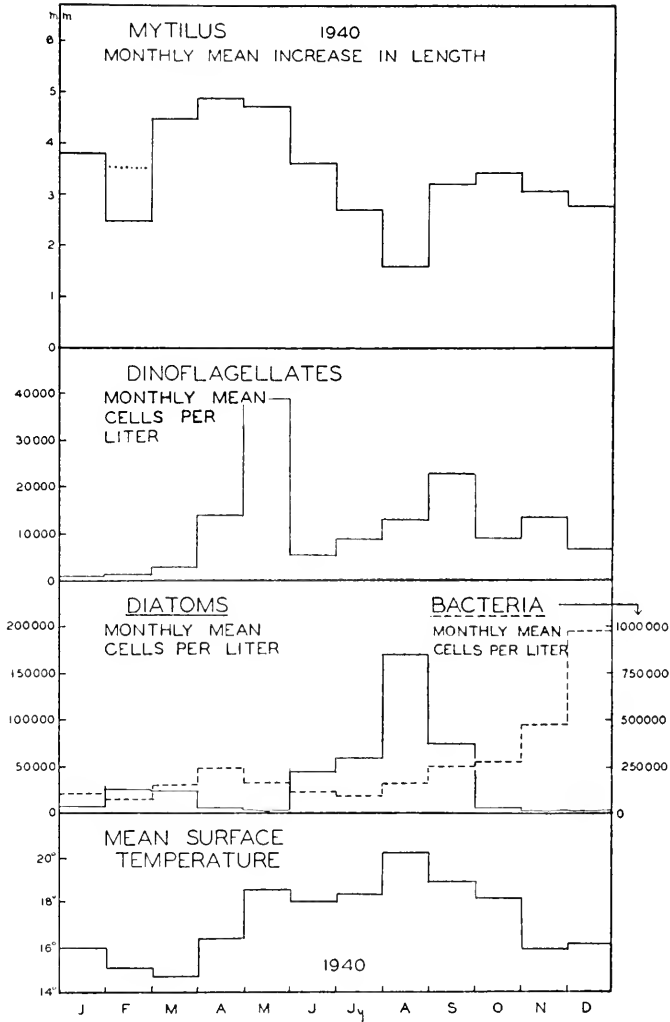 mm
MYTILUS 1940
MONTHLY MEAN INCREASE IN LENGTH
6
5
4
3
2
1
0
DINOFLAGELLATES
MONTHLY MEAN
CELLS PER
LITER
40000
30000
20000
10000
0
DIATOMS
MONTHLY MEAN
CELLS PER LITER
BACTERIA
MONTHLY MEAN
CELLS PER LITER
200000
150000
100000
50000
0
1000000
750000
500000
250000
0
MEAN SURFACE
TEMPERATURE
20°
18°
16°
14°
1940
J F M A M J Jy A S O N D